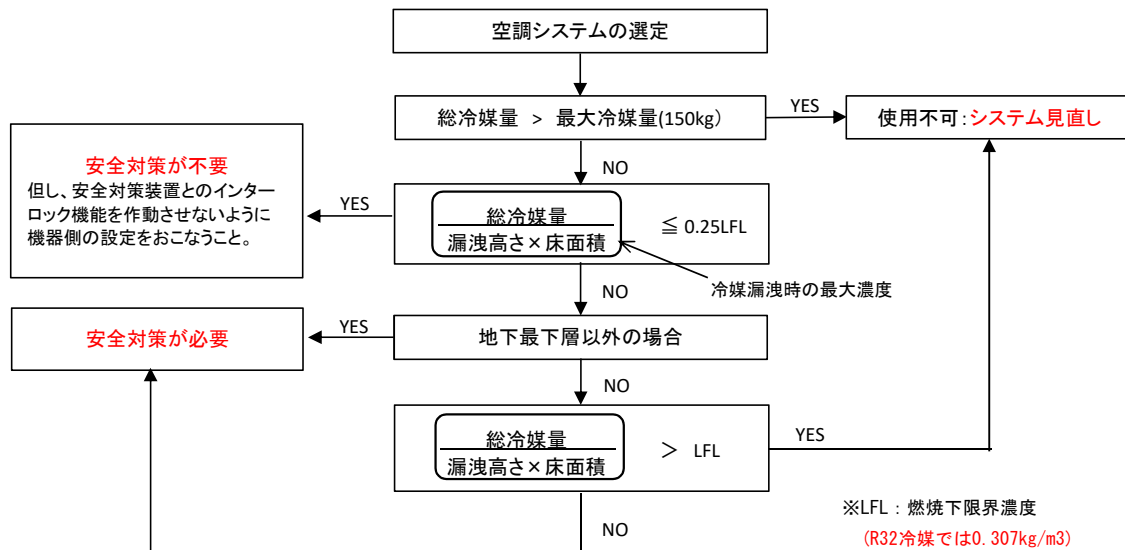 空調システムの選定
総冷媒量 > 最大冷媒量(150kg)
YES
使用不可:システム見直し
NO
安全対策が不要
但し、安全対策装置とのインター
ロック機能を作動させないように
機器側の設定をおこなうこと。
YES
総冷媒量
漏洩高さ×床面積
≦ 0.25LFL
冷媒漏洩時の最大濃度
NO
安全対策が必要
YES
地下最下層以外の場合
NO
総冷媒量
漏洩高さ×床面積
> LFL
YES
NO
※LFL : 燃焼下限界濃度
(R32冷媒では0.307kg/m3)